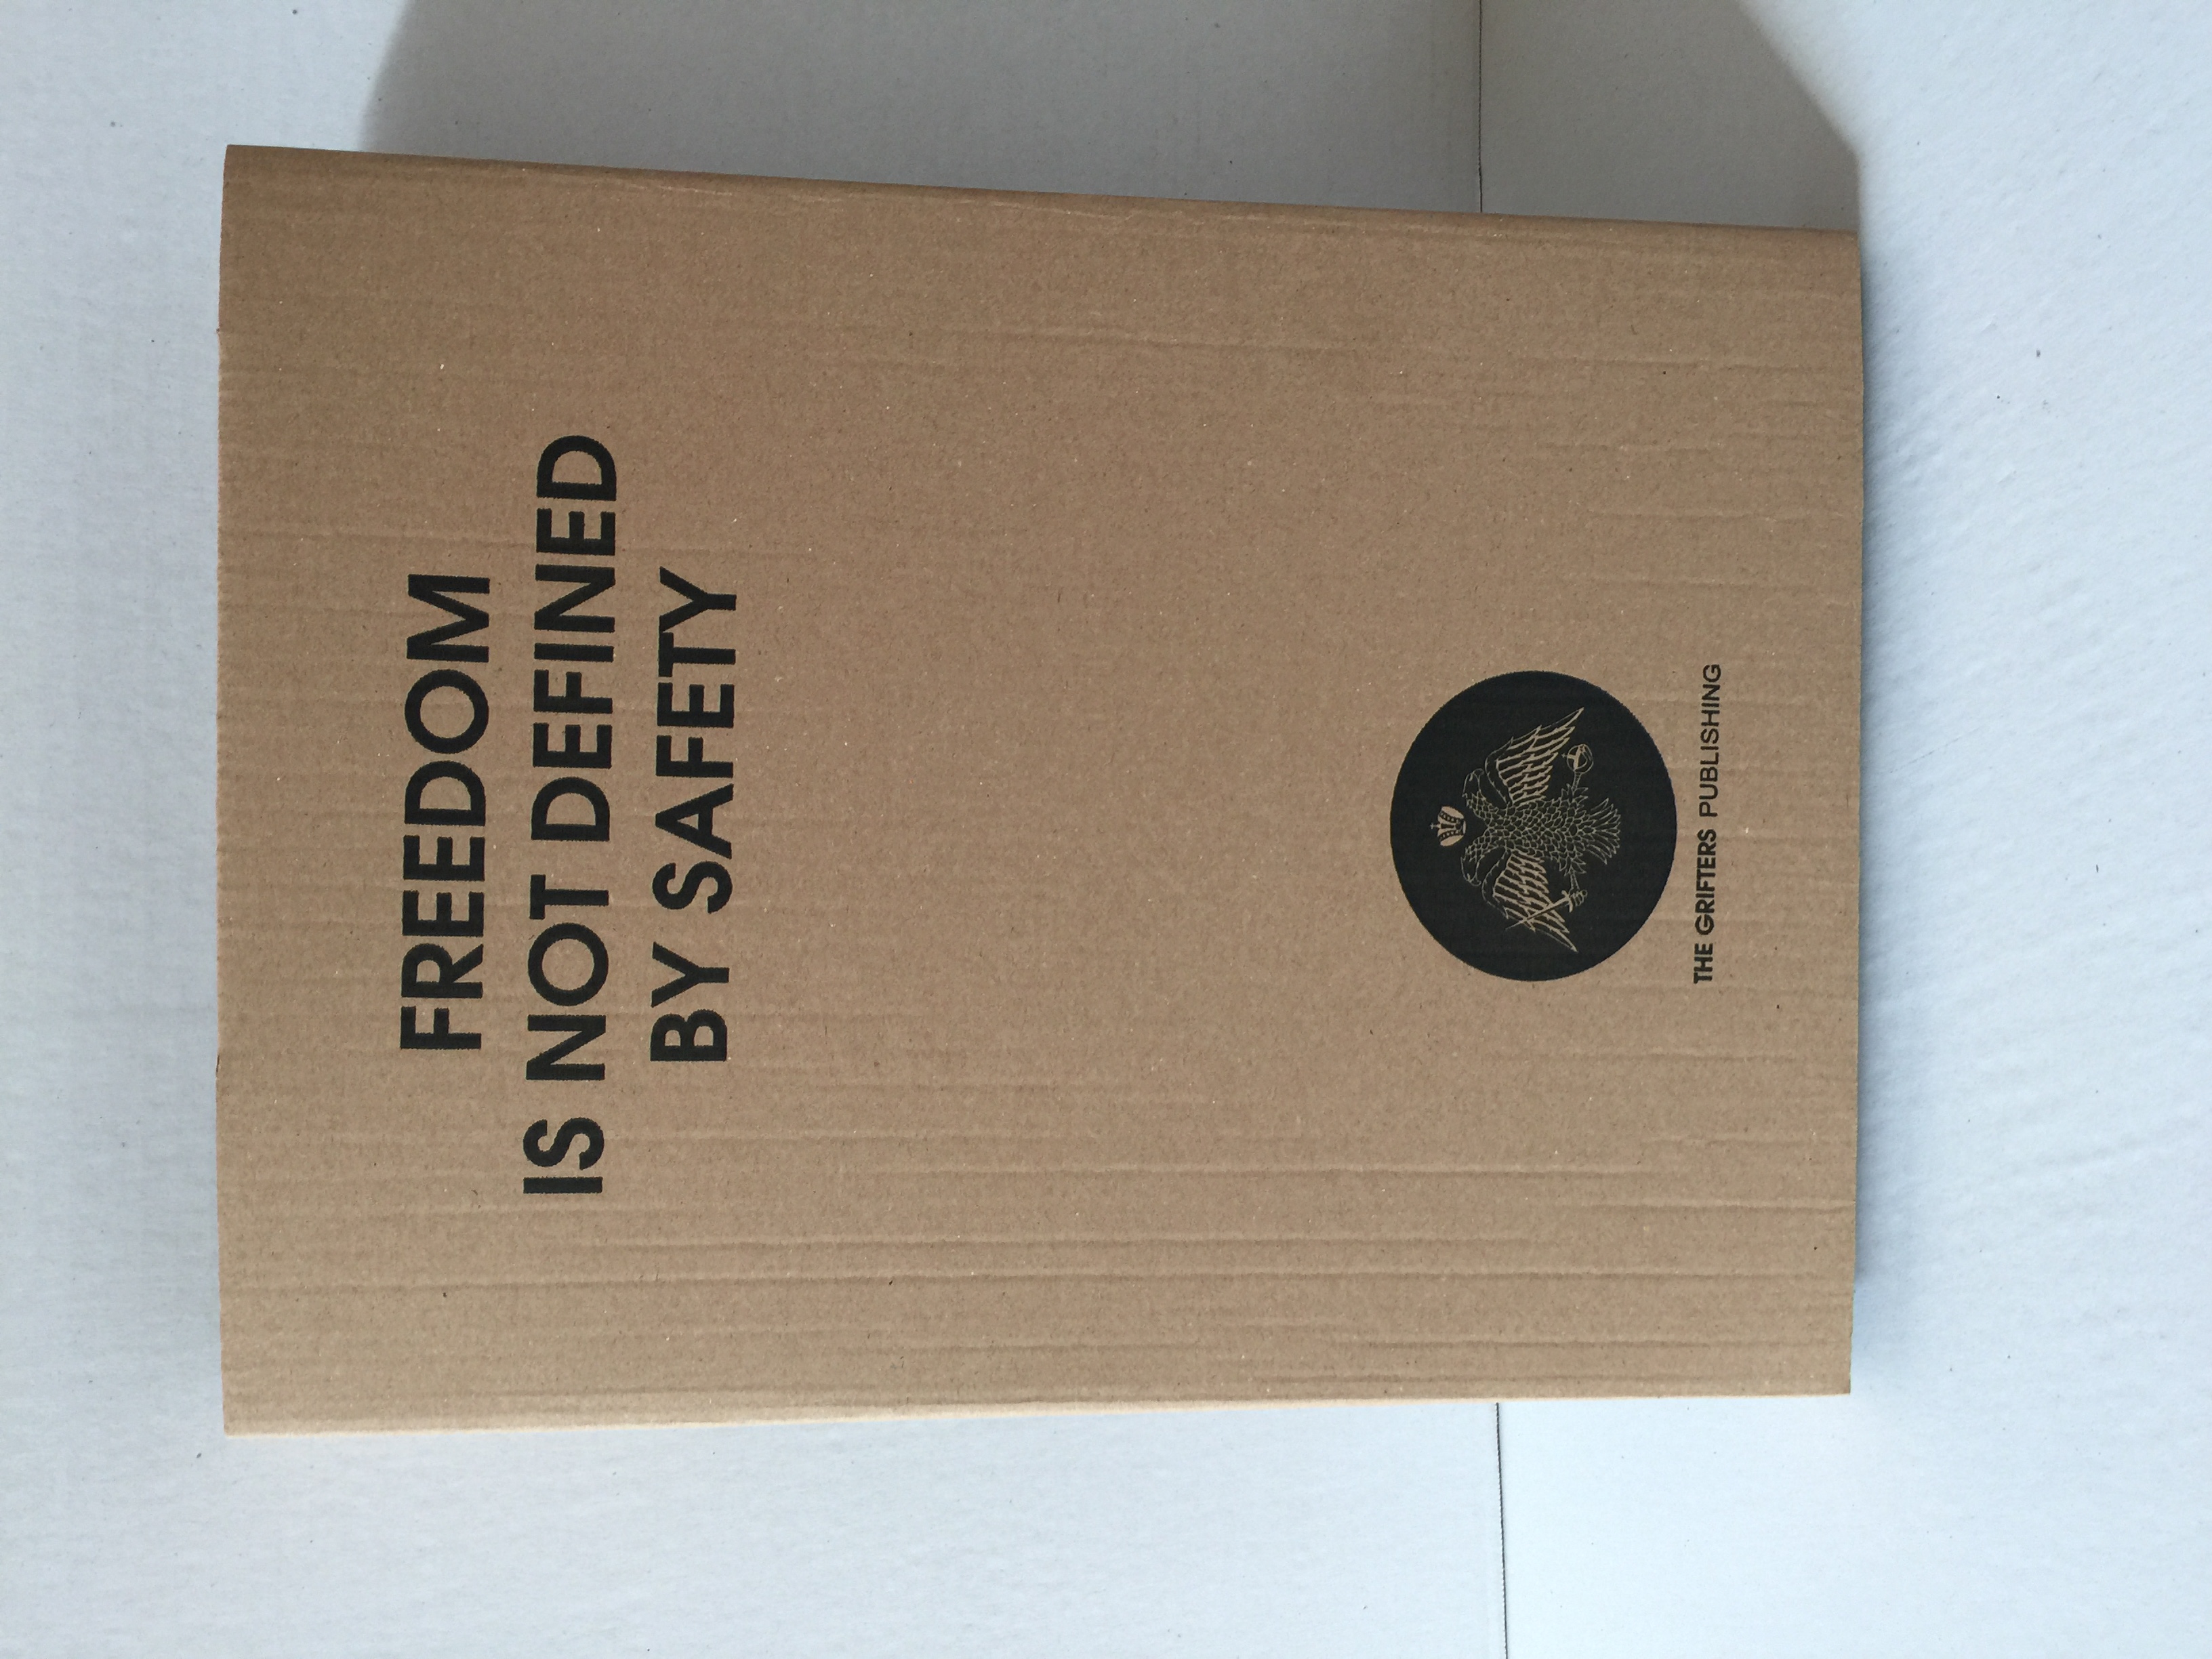 FREEDOM
IS NOT DEFINED
BY SAFETY
THE GRIFTERS PUBLISHING